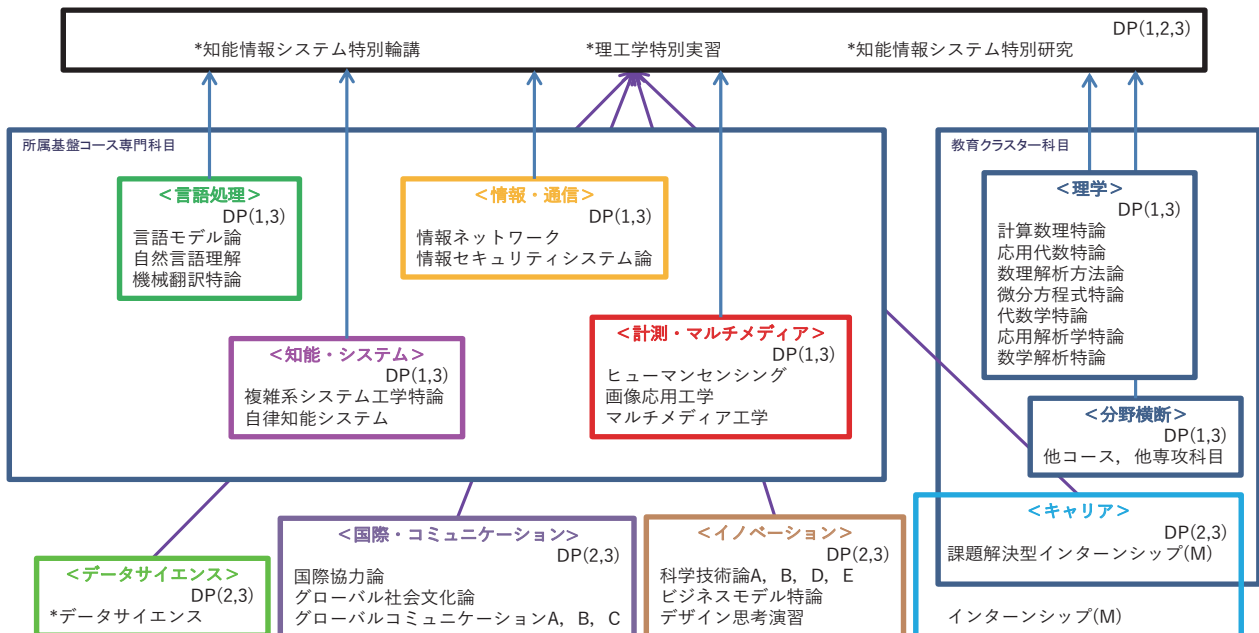 DP(1,2,3)
*知能情報システム特別輪講
*理工学特別実習
*知能情報システム特別研究
所属基盤コース専門科目
<言語処理>
DP(1,3)
言語モデル論
自然言語理解
機械翻訳特論
<情報・通信>
DP(1,3)
情報ネットワーク
情報セキュリティシステム論
<知能・システム>
DP(1,3)
複雑系システム工学特論
自律知能システム
<計測・マルチメディア>
DP(1,3)
ヒューマンセンシング
画像応用工学
マルチメディア工学
教育クラスター科目
<理学>
DP(1,3)
計算数理特論
応用代数特論
数理解析方法論
微分方程式特論
代数学特論
応用解析学特論
数学解析特論
<分野横断>
DP(1,3)
他コース，他専攻科目
<データサイエンス>
DP(2,3)
*データサイエンス
<国際・コミュニケーション>
DP(2,3)
国際協力論
グローバル社会文化論
グローバルコミュニケーションA，B，C
<イノベーション>
DP(2,3)
科学技術論A，B，D，E
ビジネスモデル特論
デザイン思考演習
<キャリア>
DP(2,3)
課題解決型インターンシップ(M)
インターンシップ(M)